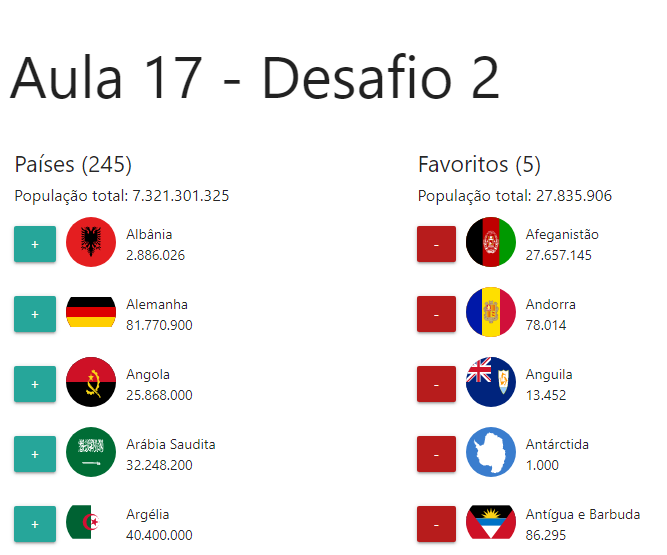 Aula 17 - Desafio 2
Países (245)
População total: 7.321.301.325
+
Albânia
2.886.026
+
Alemanha
81.770.900
+
Angola
25.868.000
+
Arábia Saudita
32.248.200
+
Argélia
40.400.000
Favoritos (5)
População total: 27.835.906
-
Afeganistão
27.657.145
-
Andorra
78.014
-
Anguila
13.452
-
Antárctida
1.000
-
Antígua e Barbuda
86.295